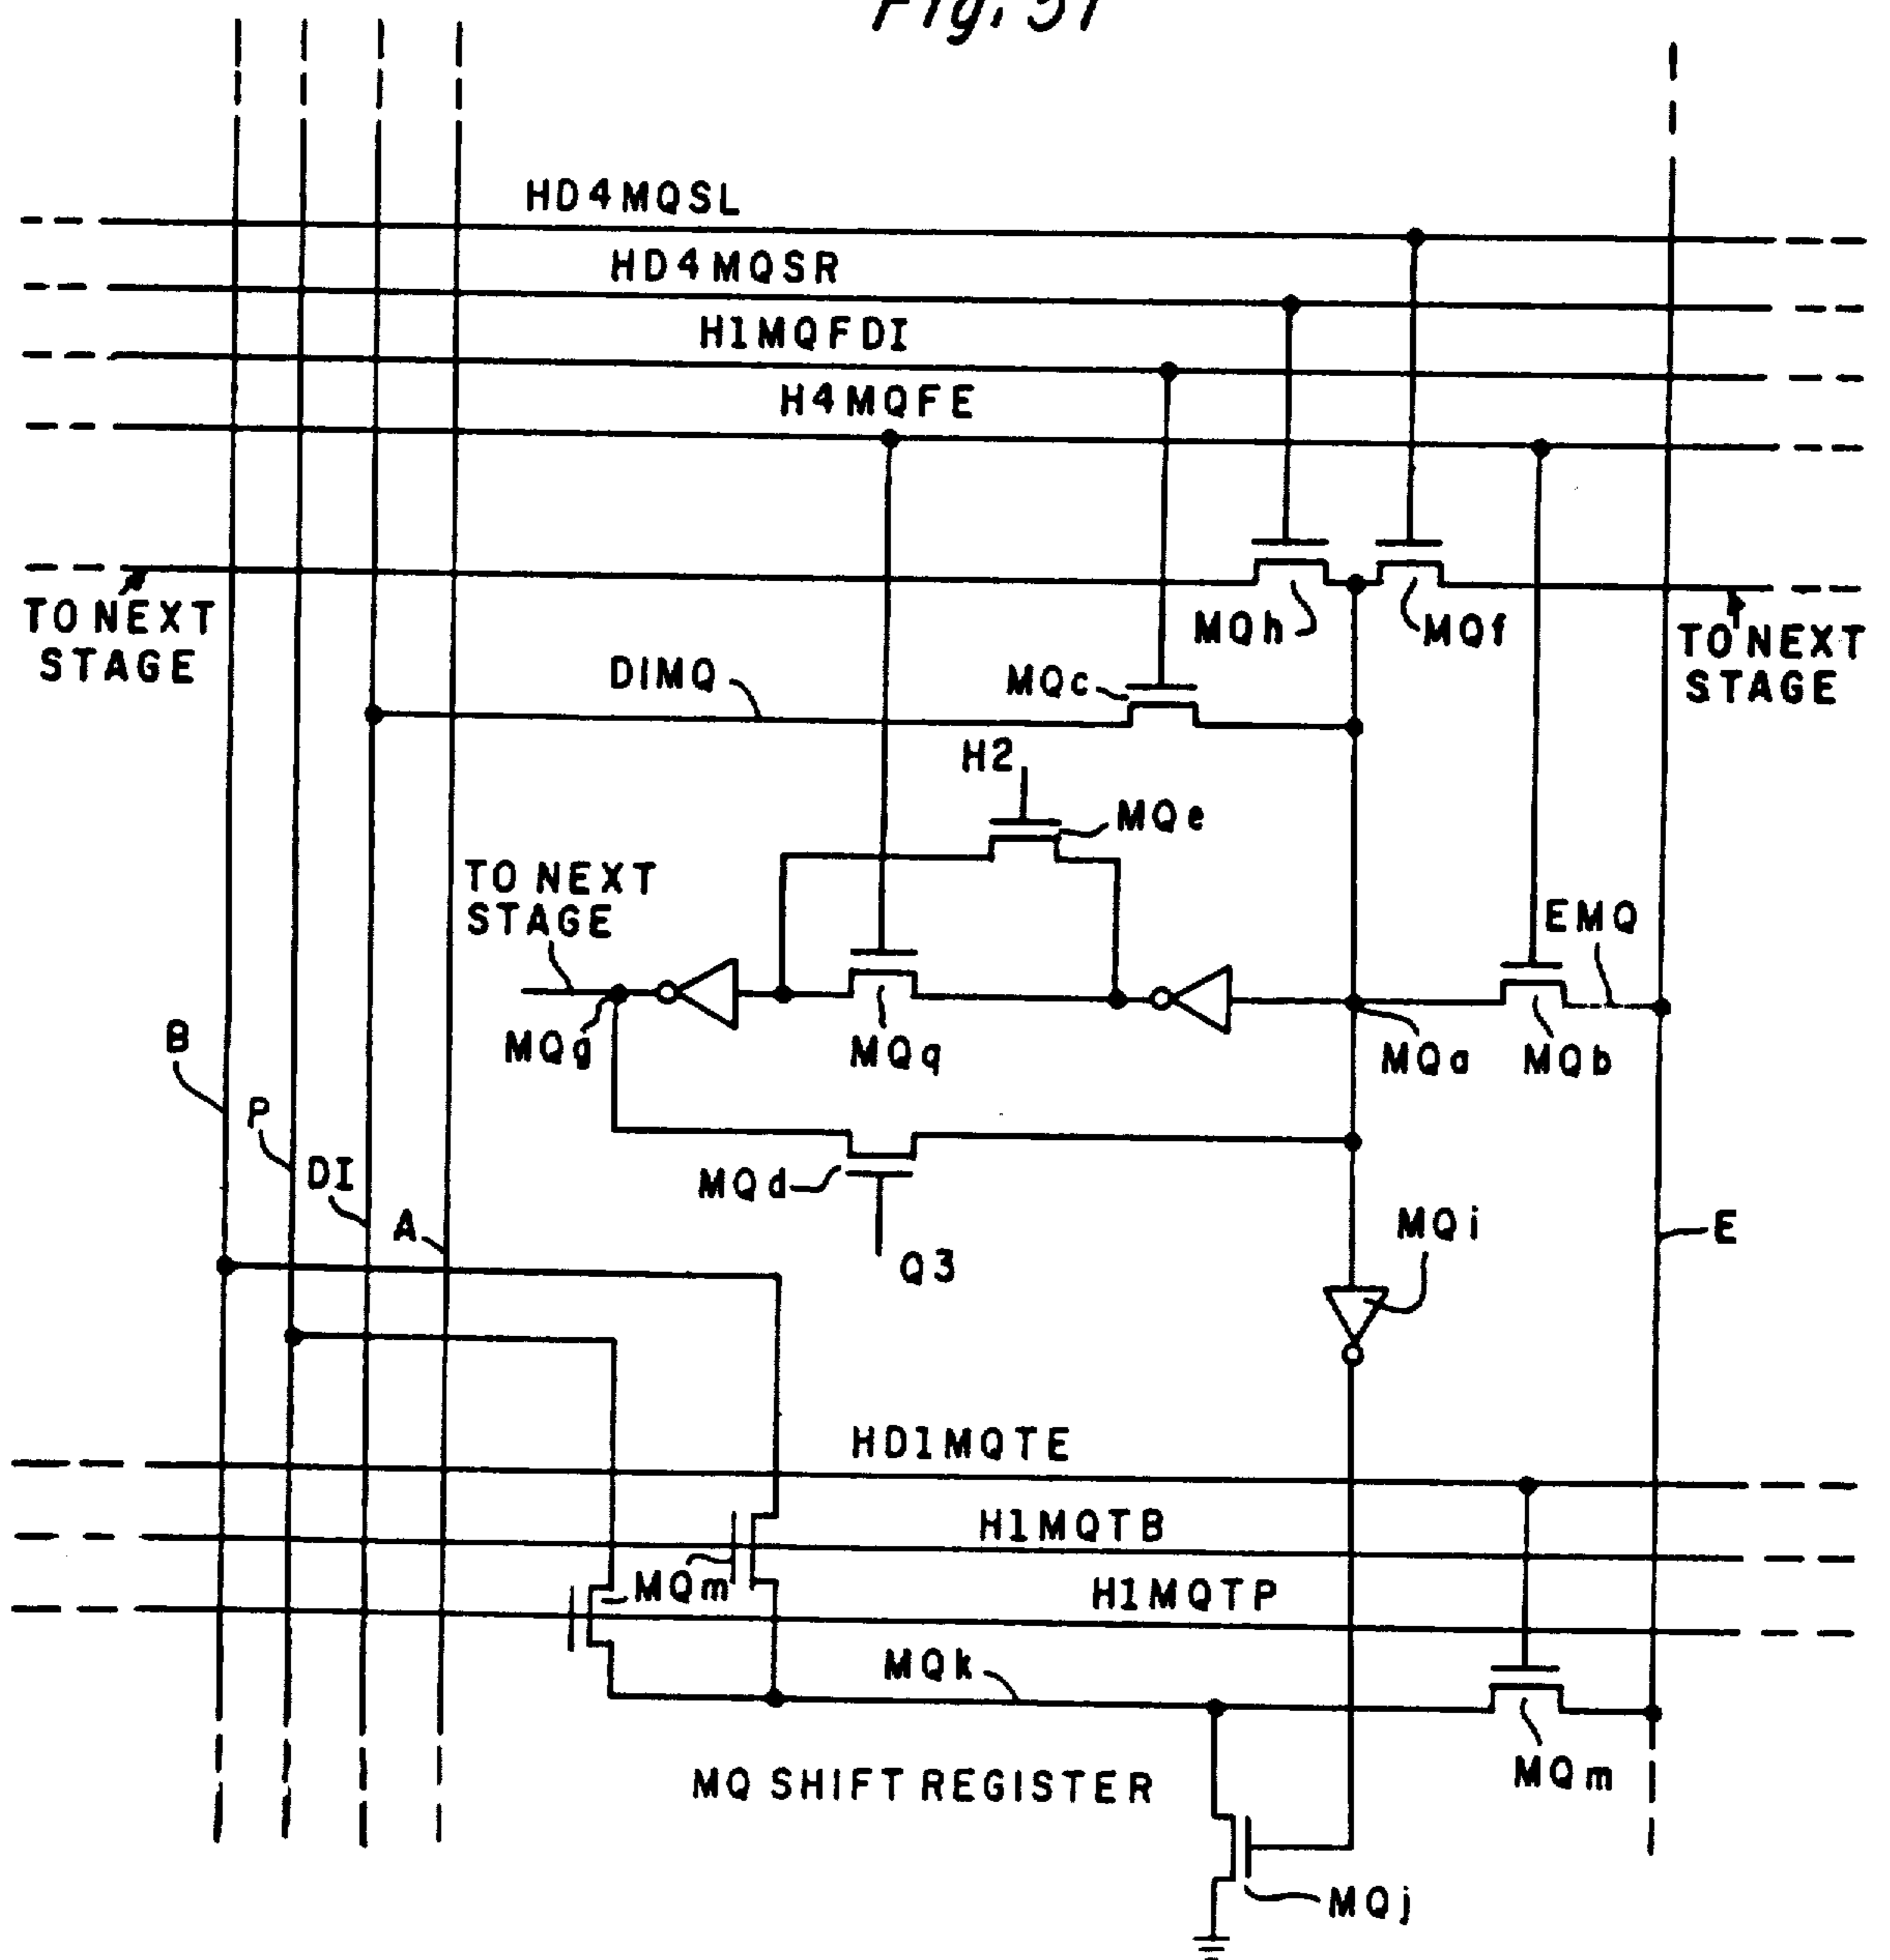 HD4MQSL
HD4MQSR
H1MQFDI
H4MQFE
TO NEXT
STAGE
MQh
MQf
TO NEXT
STAGE
DIMQ
MQc
H2
MQe
TO NEXT
STAGE
EMQ
B
MQg
MQq
MQa
MQb
P
DI
MQd
A
MQi
E
Q3
HD1MQTE
H1MQTB
MQm
H1MQTP
MQk
MQm
MQ SHIFT REGISTER
MQj